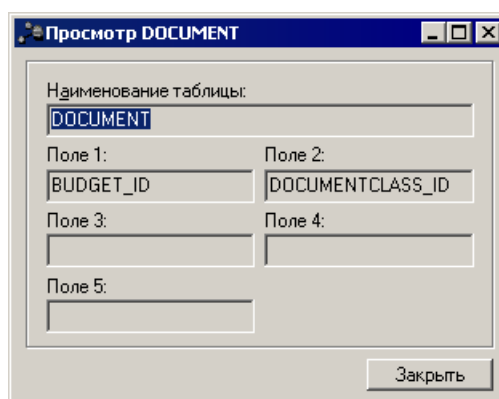 Просмотр DOCUMENT
Наименование таблицы:
DOCUMENT
Поле 1: Поле 2:
BUDGET_ID DOCUMENTCLASS_ID
Поле 3: Поле 4:
Поле 5:
Закрыть